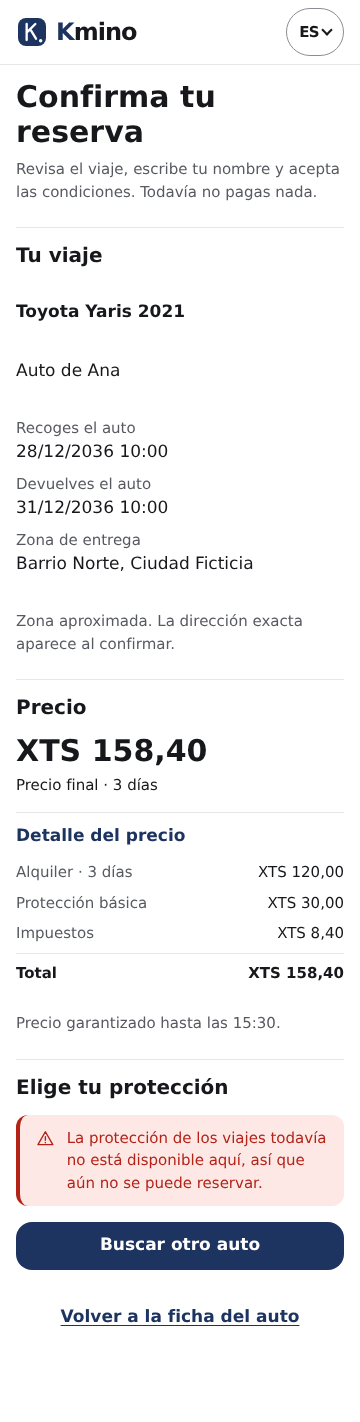 K. Kmino
ES
Confirma tu
reserva
Revisa el viaje, escribe tu nombre y acepta
las condiciones. Todavía no pagas nada.
Tu viaje
Toyota Yaris 2021
Auto de Ana
Recoges el auto
28/12/2036 10:00
Devuelves el auto
31/12/2036 10:00
Zona de entrega
Barrio Norte, Ciudad Ficticia
Zona aproximada. La dirección exacta
aparece al confirmar.
Precio
XTS 158,40
Precio final · 3 días
Detalle del precio
Alquiler · 3 días XTS 120,00
Protección básica XTS 30,00
Impuestos XTS 8,40
Total XTS 158,40
Precio garantizado hasta las 15:30.
Elige tu protección
La protección de los viajes todavía
no está disponible aquí, así que
aún no se puede reservar.
Buscar otro auto
Volver a la ficha del auto